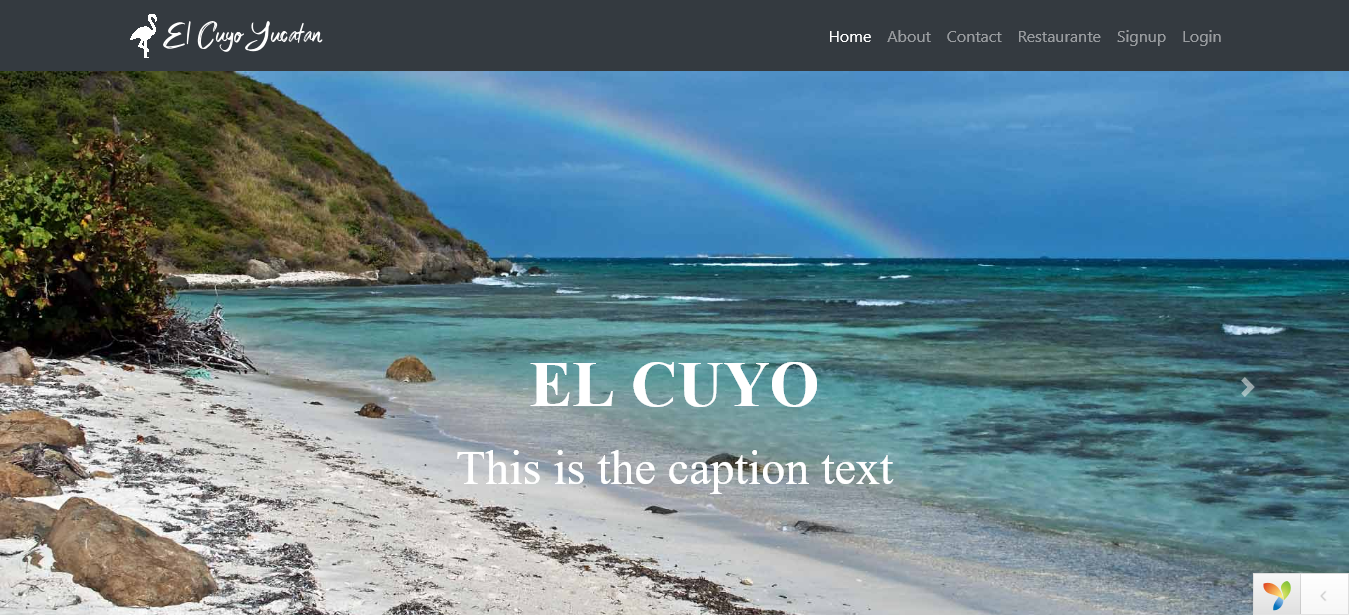 El Cuyo Yucatan
Home About Contact Restaurante Signup Login
EL CUYO
This is the caption text